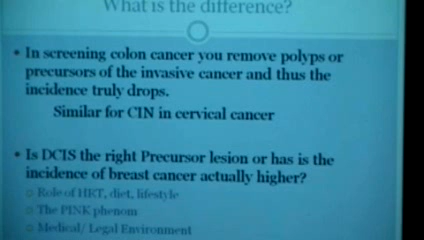 What is the difference?
In screening colon cancer you remove polyps or
precursors of the invasive cancer and thus the
incidence truly drops.
Similar for CIN in cervical cancer
Is DCIS the right Precursor lesion or has is the
incidence of breast cancer actually higher?
Role of HRT, diet, lifestyle
The PINK phenom
Medical/ Legal Environment